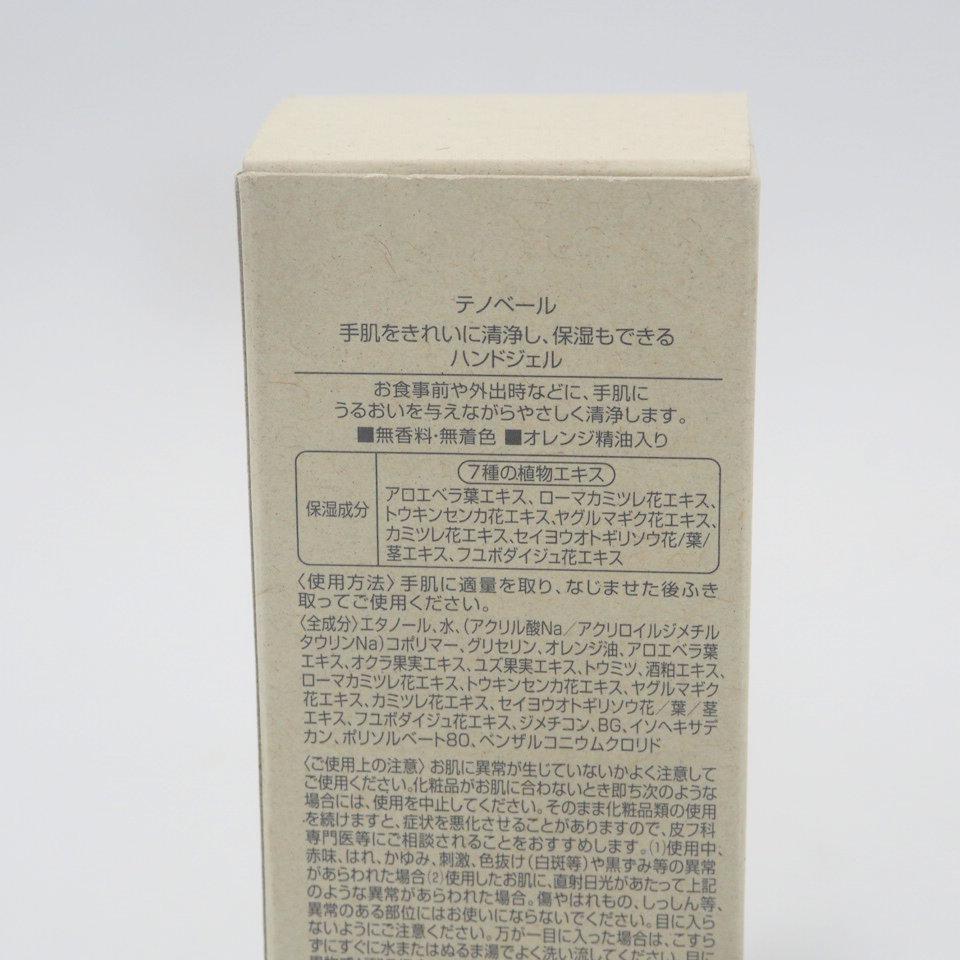 テノベール
手肌をきれいに清浄し、保湿もできる
ハンドジェル
お食事前や外出時などに、手肌に
うるおいを与えながらやさしく清浄します。
■無香料・無着色 ■オレンジ精油入り
7種の植物エキス
保湿成分
アロエベラ葉エキス、ローマカミツレ花エキス、
トウキンセンカ花エキス、ヤグルマギク花エキス、
カミツレ花エキス、セイヨウオトギリソウ花/葉/
茎エキス、フユボダイジュ花エキス
〈使用方法〉手肌に適量を取り、なじませた後ふき
取ってご使用ください。
〈全成分〉エタノール、水、(アクリル酸Na/アクリロイルジメチル
タウリンNa)コポリマー、グリセリン、オレンジ油、アロエベラ葉
エキス、オクラ果実エキス、ユズ果実エキス、トウミツ、酒粕エキス、
ローマカミツレ花エキス、トウキンセンカ花エキス、ヤグルマギク
花エキス、カミツレ花エキス、セイヨウオトギリソウ花/葉/茎
エキス、フユボダイジュ花エキス、ジメチコン、BG、イソヘキサデ
カン、ポリソルベート80、ベンザルコニウムクロリド
〈ご使用上の注意〉お肌に異常が生じていないかよく注意して
ご使用ください。化粧品がお肌に合わないとき即ち次のような
場合には、使用を中止してください。そのまま化粧品類の使用
を続けますと、症状を悪化させることがありますので、皮フ科
専門医等にご相談されることをおすすめします。(1)使用中、
赤味、はれ、かゆみ、刺激、色抜け(白斑等)や黒ずみ等の異常
があらわれた場合(2)使用したお肌に、直射日光があたって上記
のような異常があらわれた場合。傷やはれもの、しっしん等、
異常のある部位にはお使いにならないでください。目に入ら
ないようにご注意ください。万が一目に入った場合は、こすら
ずにすぐに水またはぬるま湯でよく洗い流してください。目に